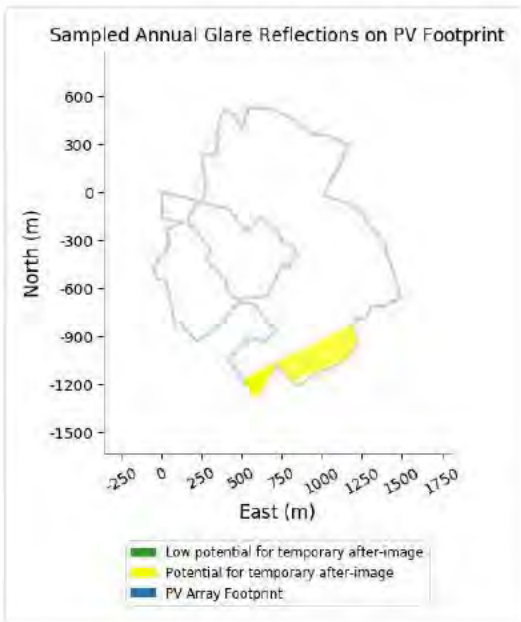 Sampled Annual Glare Reflections on PV Footprint
600
300
0
-300
-600
-900
-1200
-1500
North (m)
-250
0
250
500
750
1000
1250
1500
1750
East (m)
Low potential for temporary after-image
Potential for temporary after-image
PV Array Footprint